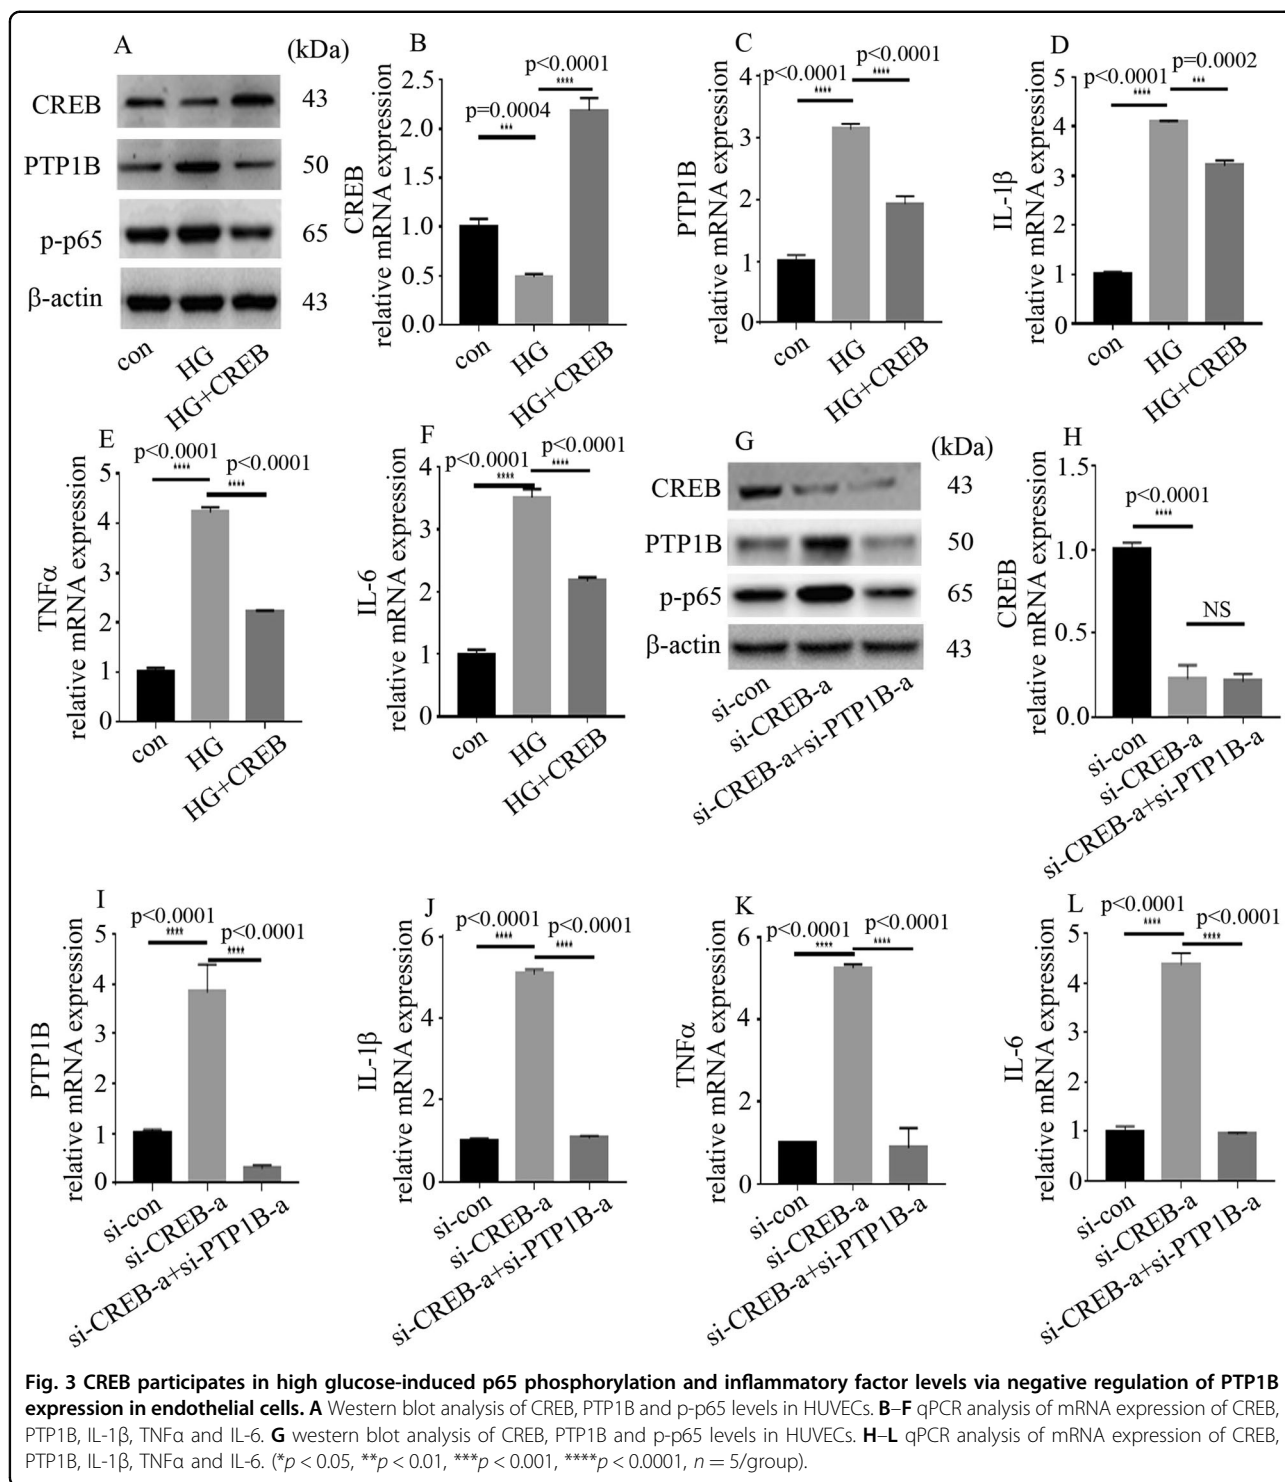 A
(kDa)
CREB
43
PTP1B
50
p-p65
65
β-actin
43
con
HG
HG+CREB
B
p<0.0001
****
p=0.0004
***
CREB
relative mRNA expression
2.5
2.0
1.5
1.0
0.5
0.0
con
HG
HG+CREB
C
p<0.0001
****
p<0.0001
****
PTP1B
relative mRNA expression
4
3
2
1
0
con
HG
HG+CREB
D
p=0.0002
***
p<0.0001
****
IL-1β
relative mRNA expression
5
4
3
2
1
0
con
HG
HG+CREB
E
p<0.0001
****
p<0.0001
****
TNFα
relative mRNA expression
5
4
3
2
1
0
con
HG
HG+CREB
F
p<0.0001
****
p<0.0001
****
IL-6
relative mRNA expression
4
3
2
1
0
con
HG
HG+CREB
G
(kDa)
CREB
43
PTP1B
50
p-p65
65
β-actin
43
si-con
si-CREB-a
si-CREB-a+si-PTP1B-a
H
p<0.0001
****
NS
CREB
relative mRNA expression
1.5
1.0
0.5
0.0
si-con
si-CREB-a
si-CREB-a+si-PTP1B-a
I
p<0.0001
****
p<0.0001
****
PTP1B
relative mRNA expression
5
4
3
2
1
0
si-con
si-CREB-a
si-CREB-a+si-PTP1B-a
J
p<0.0001
****
p<0.0001
****
IL-1β
relative mRNA expression
6
4
2
0
si-con
si-CREB-a
si-CREB-a+si-PTP1B-a
K
p<0.0001
****
p<0.0001
****
TNFα
relative mRNA expression
6
4
2
0
si-con
si-CREB-a
si-CREB-a+si-PTP1B-a
L
p<0.0001
****
p<0.0001
****
IL-6
relative mRNA expression
5
4
3
2
1
0
si-con
si-CREB-a
si-CREB-a+si-PTP1B-a
Fig. 3 CREB participates in high glucose-induced p65 phosphorylation and inflammatory factor levels via negative regulation of PTP1B
expression in endothelial cells. A Western blot analysis of CREB, PTP1B and p-p65 levels in HUVECs. B–F qPCR analysis of mRNA expression of CREB,
PTP1B, IL-1β, TNFα and IL-6. G western blot analysis of CREB, PTP1B and p-p65 levels in HUVECs. H–L qPCR analysis of mRNA expression of CREB,
PTP1B, IL-1β, TNFα and IL-6. (*p < 0.05, **p < 0.01, ***p < 0.001, ****p < 0.0001, n = 5/group).